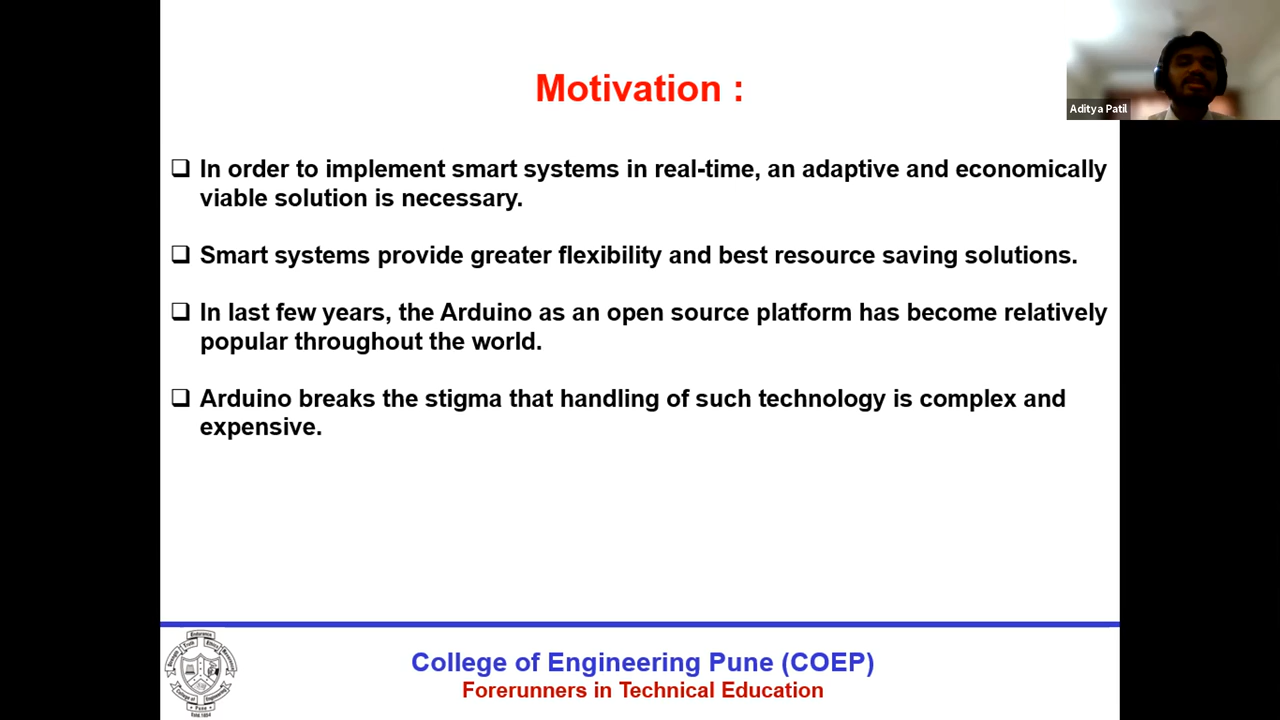 Motivation :
Aditya Patil
In order to implement smart systems in real-time, an adaptive and economically
viable solution is necessary.
Smart systems provide greater flexibility and best resource saving solutions.
In last few years, the Arduino as an open source platform has become relatively
popular throughout the world.
Arduino breaks the stigma that handling of such technology is complex and
expensive.
College of Engineering Pune (COEP)
Forerunners in Technical Education